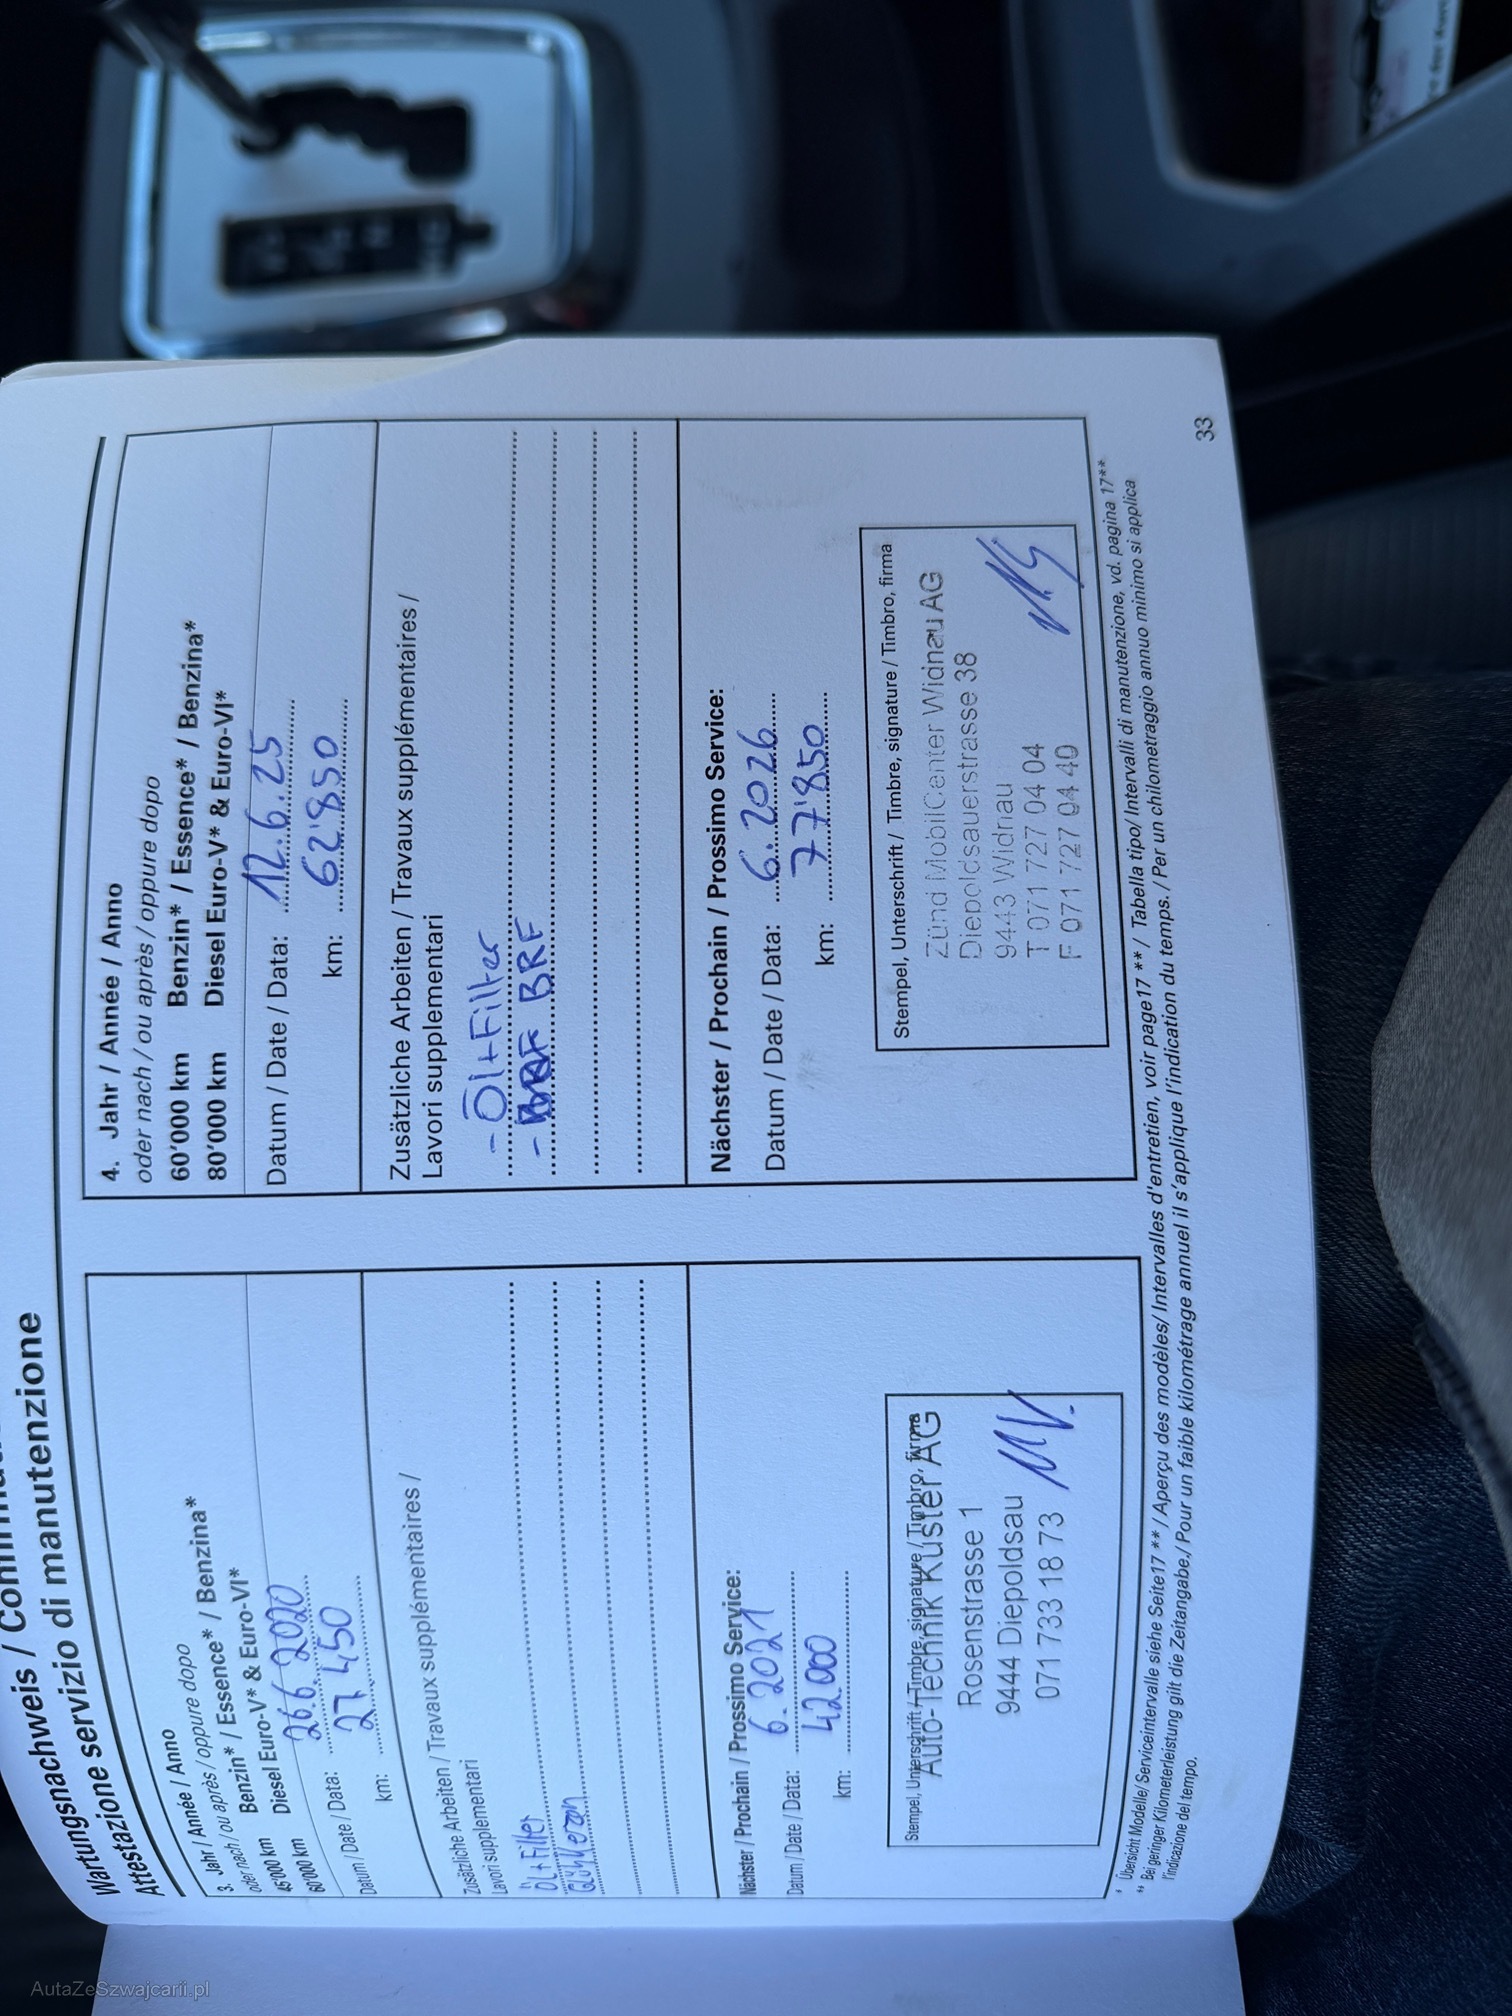 Wartungsnachweis /
Attestazione servizio di manutenzione
3. Jahr / Année / Anno
oder nach / ou après / oppure dopo
45'000 km Benzin* / Essence* / Benzina*
60'000 km Diesel Euro-V* & Euro-VI*
Datum / Date / Data: 26 6 2020
km: 27 450
Zusätzliche Arbeiten / Travaux supplémentaires /
Lavori supplementari
Öl + Filter
Nächster / Prochain / Prossimo Service:
Datum / Date / Data: 6. 2021
km: 42.000
Stempel, Unterschrift / Timbre, signature / Timbro, firma
Auto-Technik Kuster AG
Rosenstrasse 1
9444 Diepoldsau
071 733 18 73
4. Jahr / Année / Anno
oder nach / ou après / oppure dopo
60'000 km Benzin* / Essence* / Benzina*
80'000 km Diesel Euro-V* & Euro-VI*
Datum / Date / Data: 12.6.25
km: 62'850
Zusätzliche Arbeiten / Travaux supplémentaires /
Lavori supplementari
- Öl + Filter
- BRF
Nächster / Prochain / Prossimo Service:
Datum / Date / Data: 6.2026
km: 77'850
Stempel, Unterschrift / Timbre, signature / Timbro, firma
Zünd MobilCenter Widnau AG
Diepoldsauerstrasse 38
9443 Widnau
T 071 727 04 04
F 071 727 04 40
* Übersicht Modelle/ Serviceintervalle siehe Seite17 ** / Aperçu des modèles/ Intervalles d'entretien, voir page17 ** / Tabella tipo/ Intervalli di manutenzione, vd. pagina 17**
** Bei geringer Kilometerleistung gilt die Zeitangabe./ Pour un faible kilométrage annuel il s'applique l'indication du temps. / Per un chilometraggio annuo minimo si applica
l'indicazione del tempo.
33
AutaZeSzwajcarii.pl